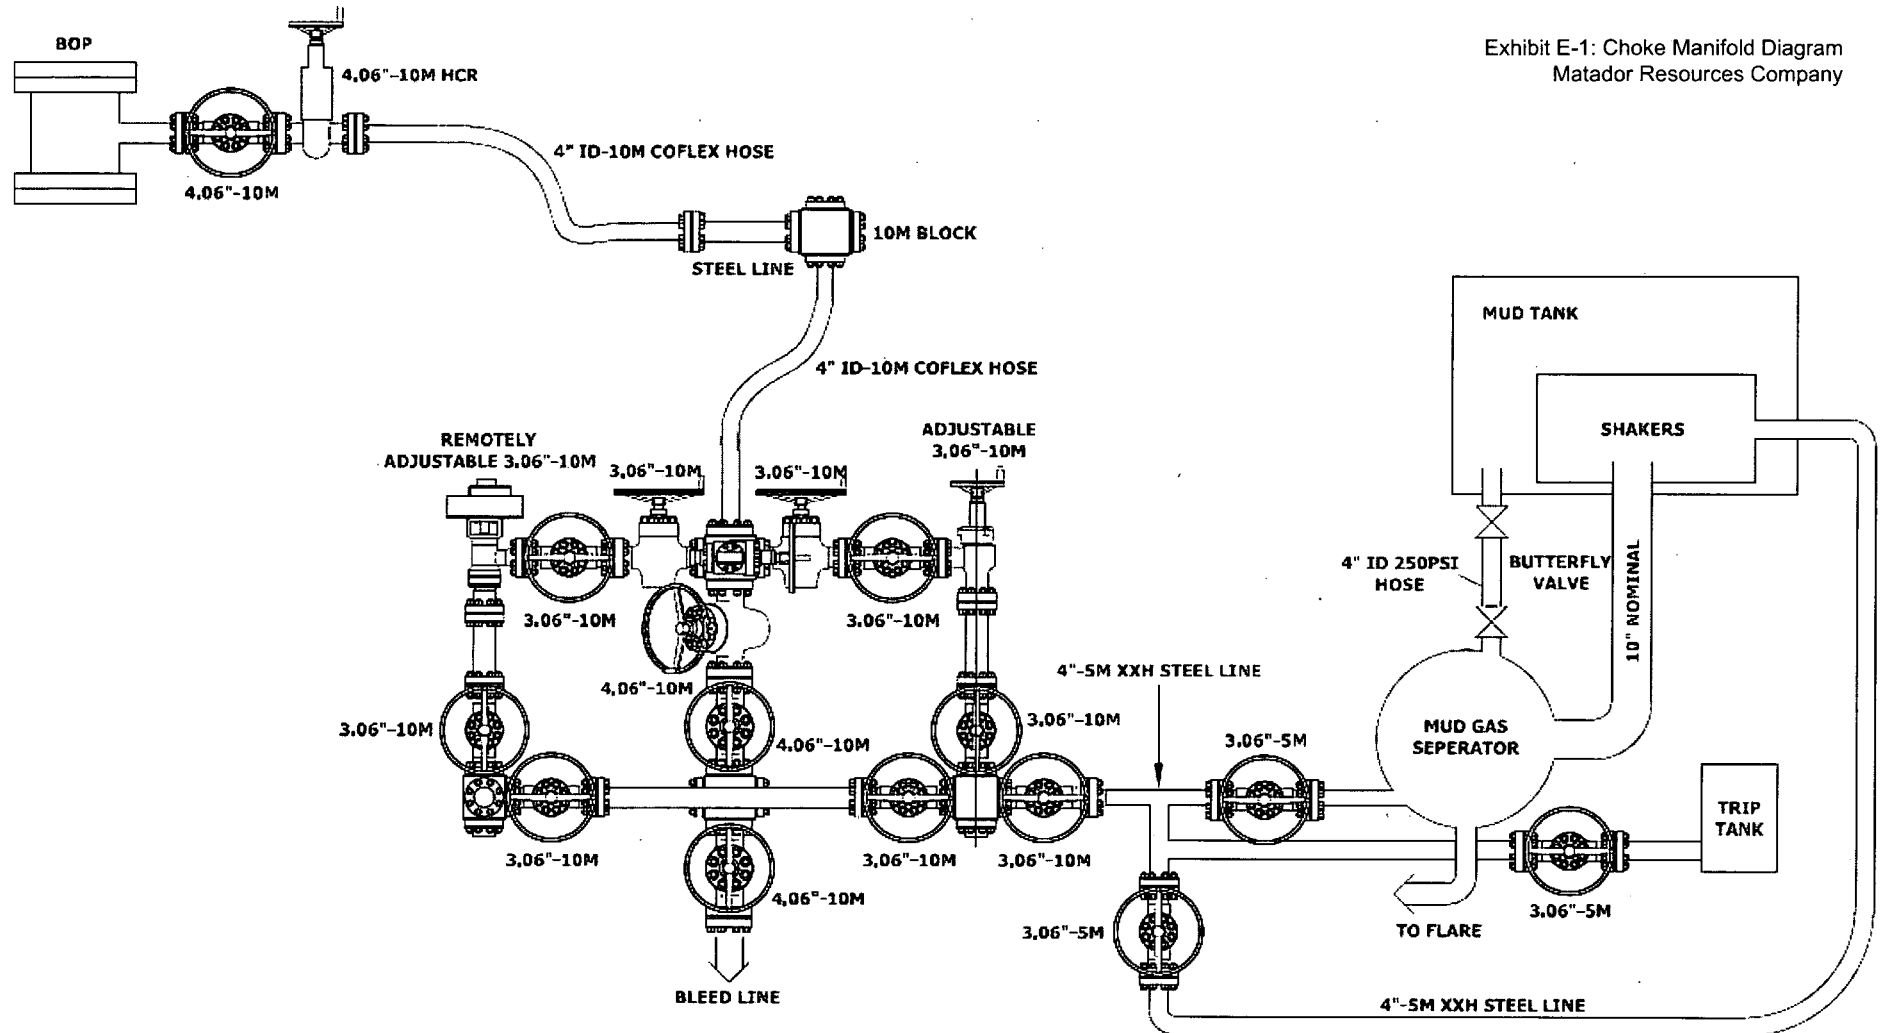 Exhibit E-1: Choke Manifold Diagram
Matador Resources Company
BOP
4.06"-10M HCR
4.06"-10M
4" ID-10M COFLEX HOSE
10M BLOCK
STEEL LINE
4" ID-10M COFLEX HOSE
MUD TANK
SHAKERS
REMOTELY
ADJUSTABLE 3.06"-10M
3.06"-10M
3.06"-10M
ADJUSTABLE
3.06"-10M
4" ID 250PSI
HOSE
BUTTERFLY
VALVE
10" NOMINAL
3.06"-10M
3.06"-10M
4.06"-10M
4"-5M XXH STEEL LINE
3.06"-10M
4.06"-10M
3.06"-10M
3.06"-5M
MUD GAS
SEPERATOR
TRIP
TANK
3.06"-10M
3.06"-10M
3.06"-10M
4.06"-10M
3.06"-5M
3.06"-5M
TO FLARE
BLEED LINE
4"-5M XXH STEEL LINE